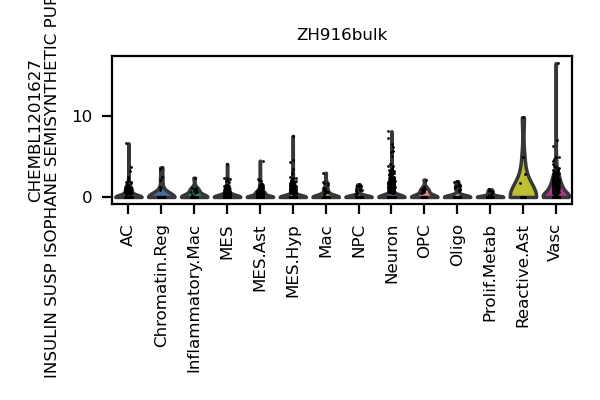 ZH916bulk
CHEMBL1201627
INSULIN SUSP ISOPHANE SEMISYNTHETIC PUR
10
0
AC
Chromatin.Reg
Inflammatory.Mac
MES
MES.Ast
MES.Hyp
Mac
NPC
Neuron
OPC
Oligo
Prolif.Metab
Reactive.Ast
Vasc